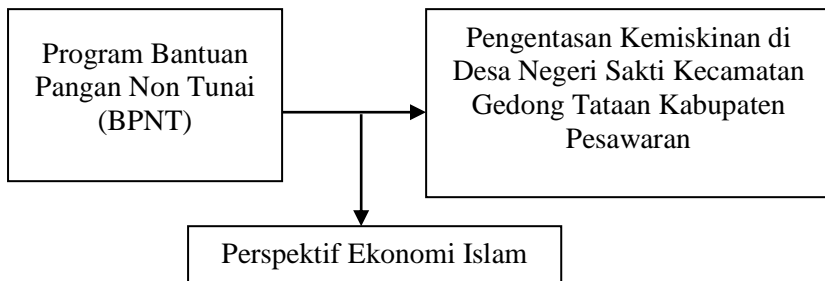 Program Bantuan
Pangan Non Tunai
(BPNT)
Pengentasan Kemiskinan di
Desa Negeri Sakti Kecamatan
Gedong Tataan Kabupaten
Pesawaran
Perspektif Ekonomi Islam